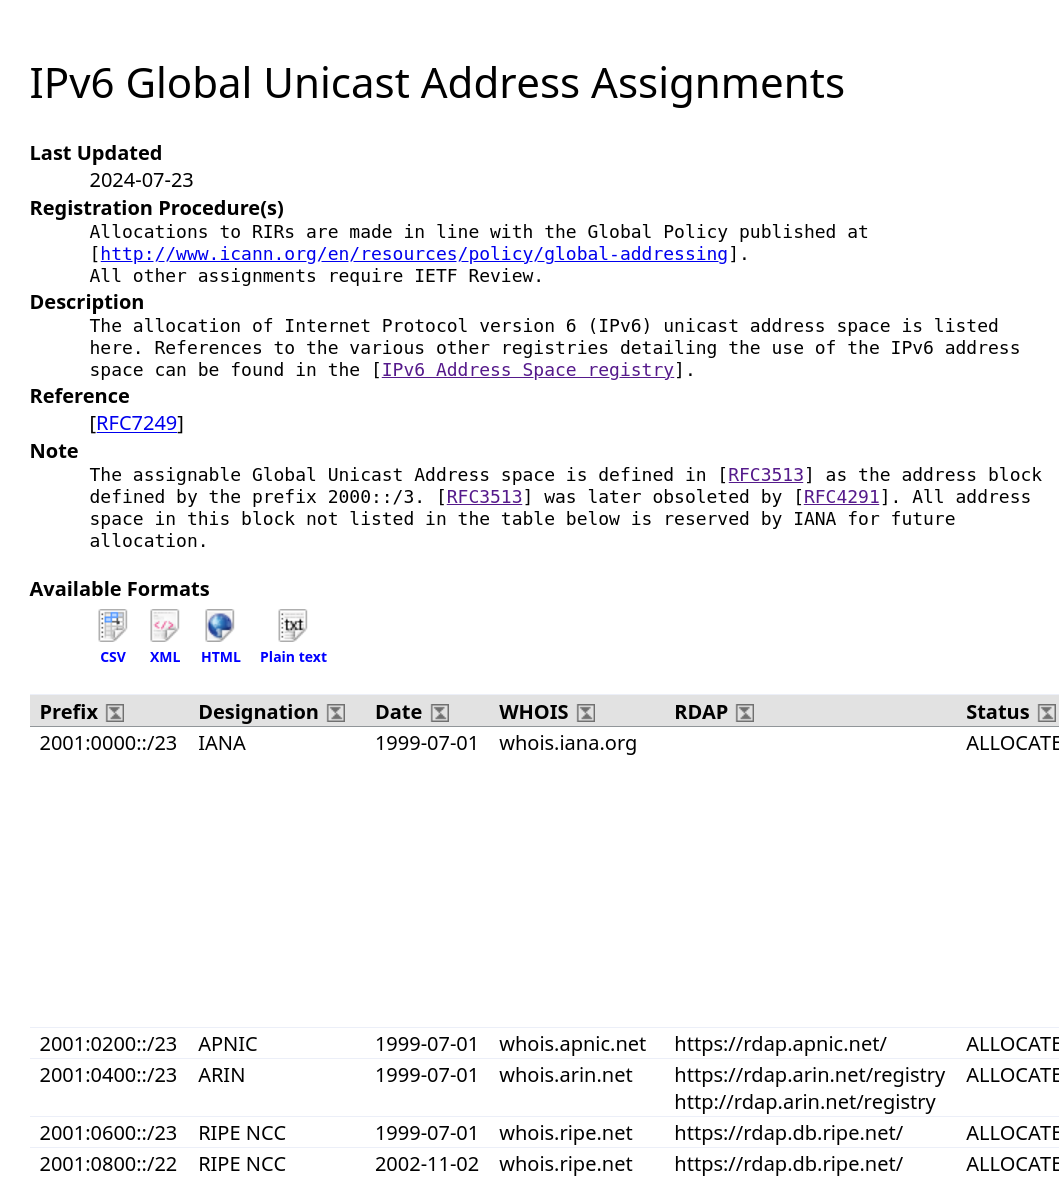 IPv6 Global Unicast Address Assignments
Last Updated
2024-07-23
Registration Procedure(s)
Allocations to RIRs are made in line with the Global Policy published at
[http://www.icann.org/en/resources/policy/global-addressing].
All other assignments require IETF Review.
Description
The allocation of Internet Protocol version 6 (IPv6) unicast address space is listed
here. References to the various other registries detailing the use of the IPv6 address
space can be found in the [IPv6 Address Space registry].
Reference
[RFC7249]
Note
The assignable Global Unicast Address space is defined in [RFC3513] as the address block
defined by the prefix 2000::/3. [RFC3513] was later obsoleted by [RFC4291]. All address
space in this block not listed in the table below is reserved by IANA for future
allocation.
Available Formats
txt
CSV XML HTML Plain text
Prefix Designation Date WHOIS RDAP Status
2001:0000::/23 IANA 1999-07-01 whois.iana.org ALLOCATE
2001:0200::/23 APNIC 1999-07-01 whois.apnic.net https://rdap.apnic.net/ ALLOCATE
2001:0400::/23 ARIN 1999-07-01 whois.arin.net https://rdap.arin.net/registry ALLOCATE
http://rdap.arin.net/registry
2001:0600::/23 RIPE NCC 1999-07-01 whois.ripe.net https://rdap.db.ripe.net/ ALLOCATE
2001:0800::/22 RIPE NCC 2002-11-02 whois.ripe.net https://rdap.db.ripe.net/ ALLOCATE